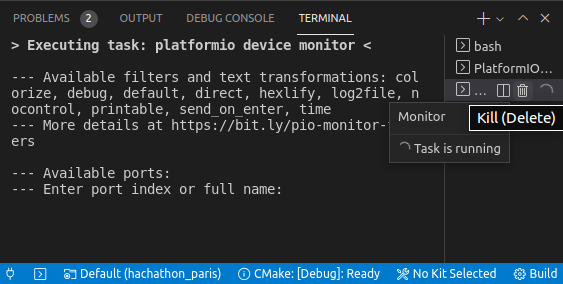 PROBLEMS 2 OUTPUT DEBUG CONSOLE TERMINAL
> Executing task: platformio device monitor <
--- Available filters and text transformations: col
orize, debug, default, direct, hexlify, log2file, n
ocontrol, printable, send_on_enter, time
--- More details at https://bit.ly/pio-monitor-
ers
--- Available ports:
--- Enter port index or full name:
bash
PlatformIO...
...
Monitor
Kill (Delete)
Task is running
Default (hachathon_paris) CMake: [Debug]: Ready No Kit Selected Build